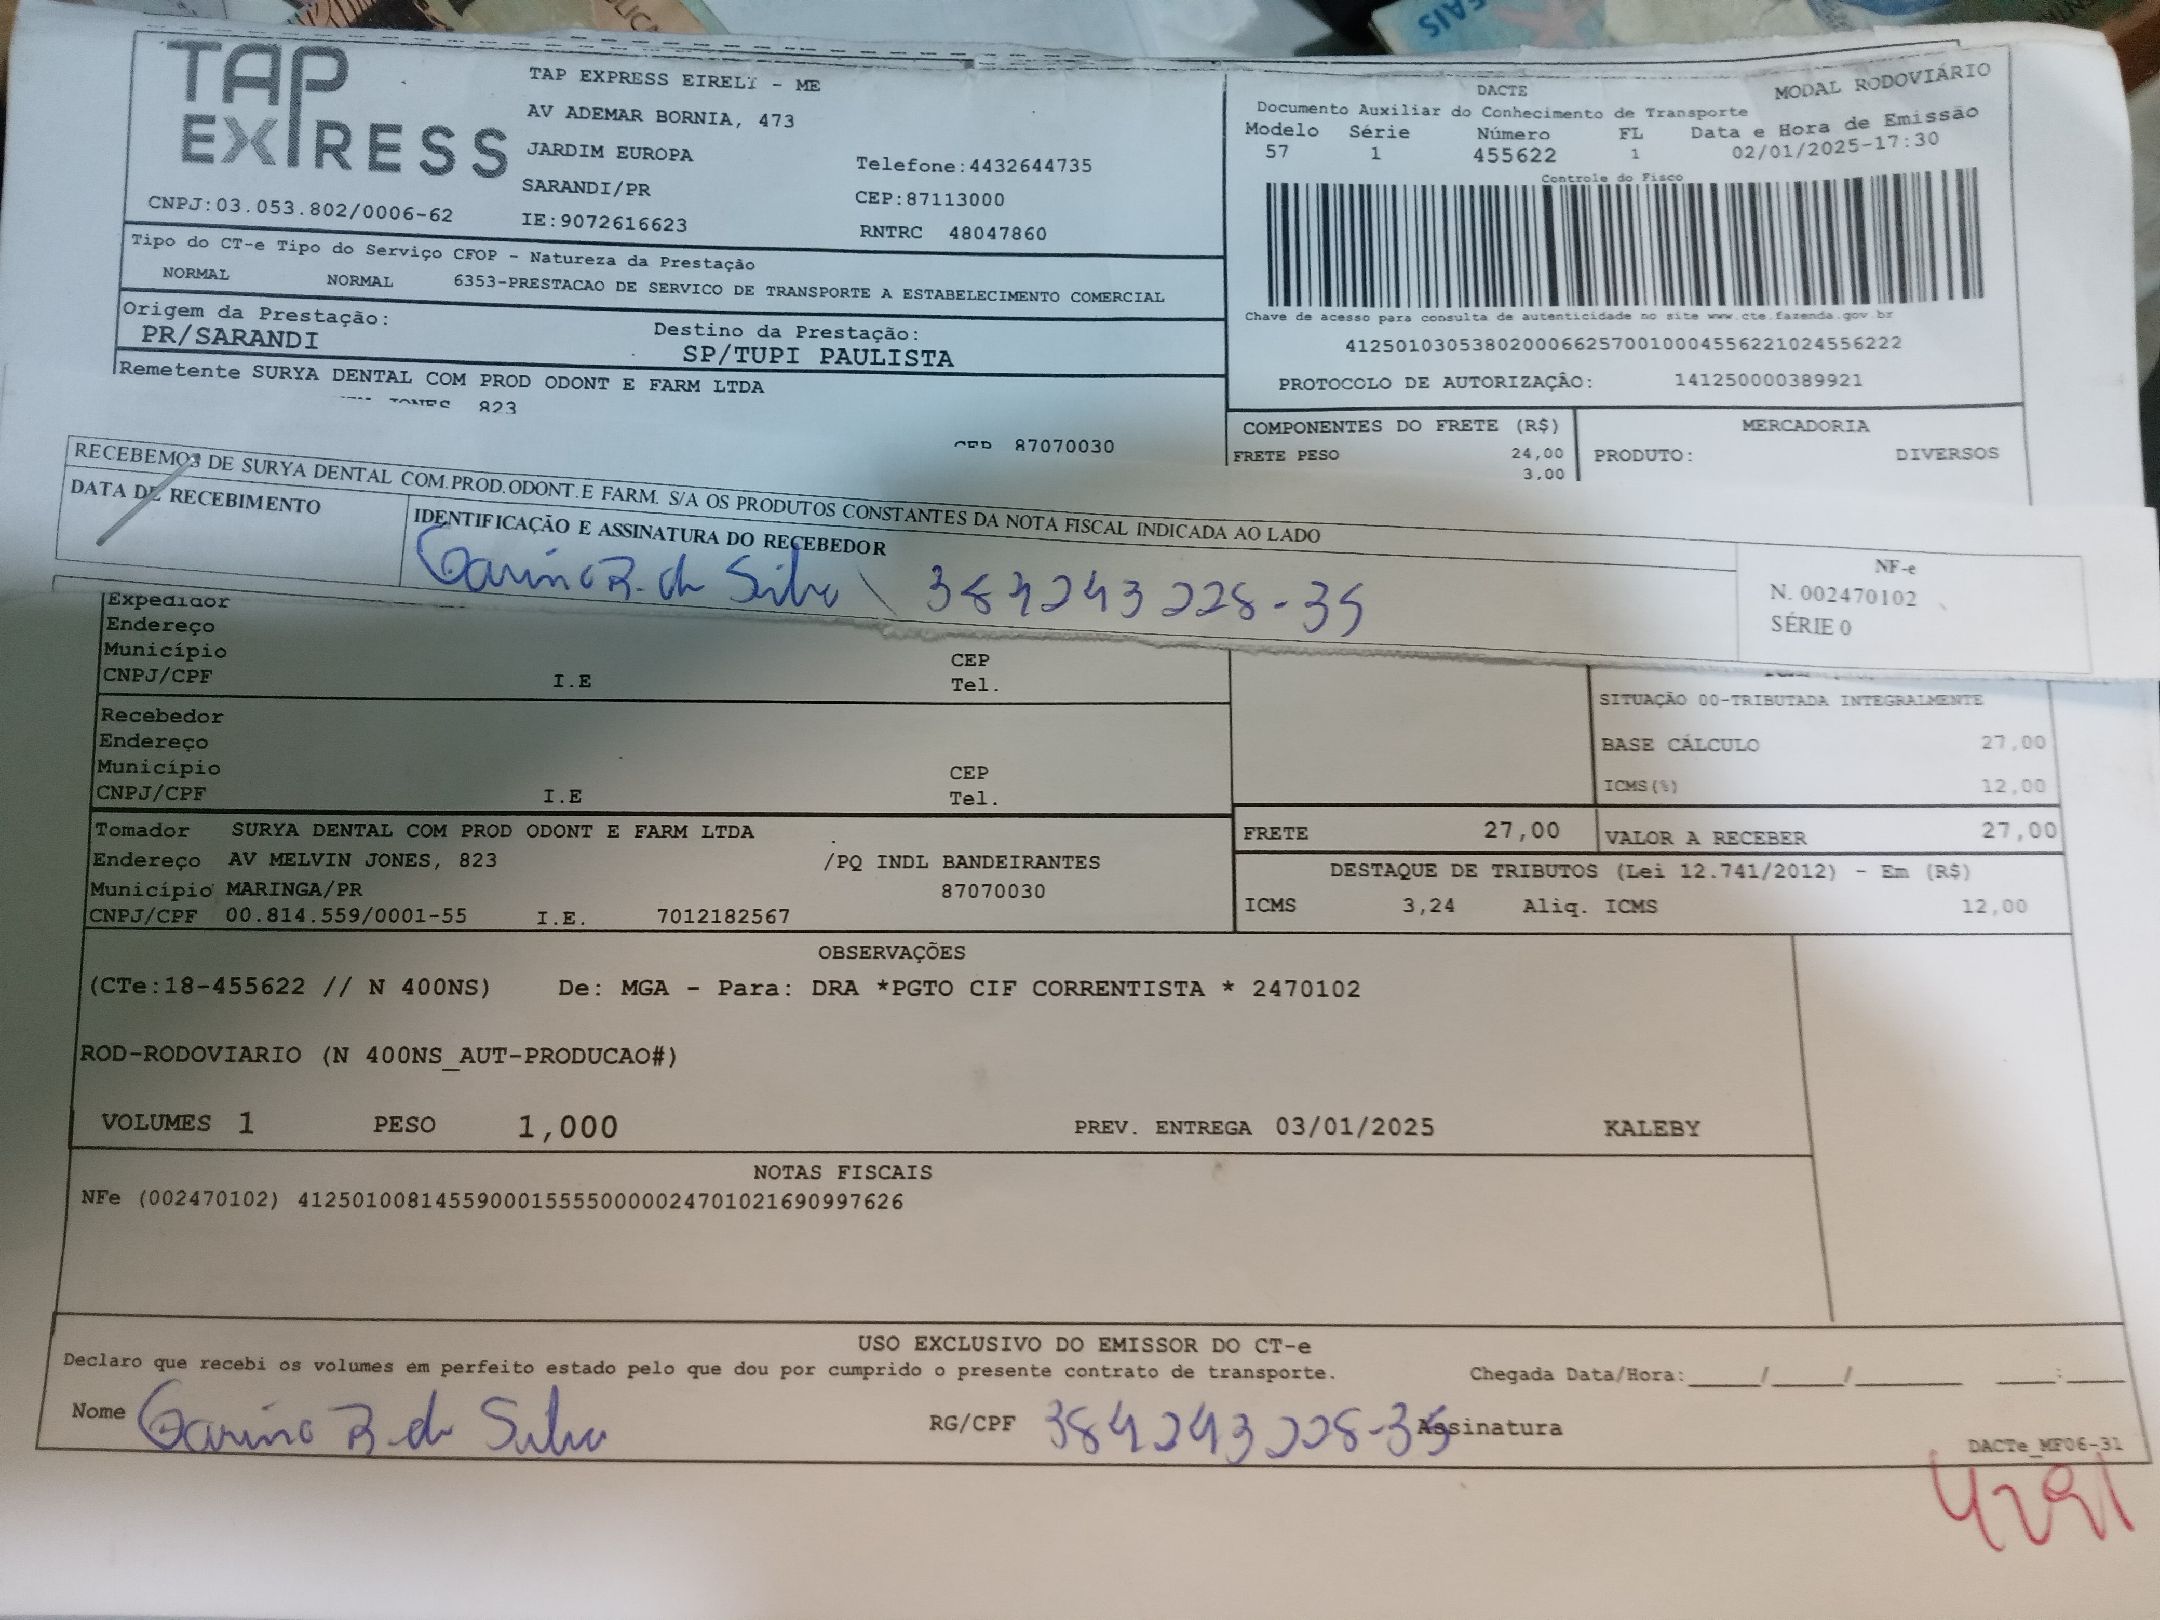 TAP EXPRESS
TAP EXPRESS EIRELI - ME
AV ADEMAR BORNIA, 473
JARDIM EUROPA
Telefone:4432644735
SARANDI/PR
CEP:87113000
CNPJ:03.053.802/0006-62
IE:9072616623
RNTRC 48047860
DACTE
MODAL RODOVIÁRIO
Documento Auxiliar do Conhecimento de Transporte
Modelo Série Número FL Data e Hora de Emissão
57 1 455622 1 02/01/2025-17:30
Controle do Fisco
Chave de acesso para consulta de autenticidade no site www.cte.fazenda.gov.br
41250103053802000662570010004556221024556222
PROTOCOLO DE AUTORIZAÇÃO: 141250000389921
Tipo do CT-e Tipo do Serviço CFOP - Natureza da Prestação
NORMAL NORMAL 6353-PRESTACAO DE SERVICO DE TRANSPORTE A ESTABELECIMENTO COMERCIAL
Origem da Prestação: Destino da Prestação:
PR/SARANDI SP/TUPI PAULISTA
Remetente SURYA DENTAL COM PROD ODONT E FARM LTDA
JONES 823
CEP 87070030
COMPONENTES DO FRETE (R$) MERCADORIA
FRETE PESO 24,00 PRODUTO: DIVERSOS
3,00
RECEBEMOS DE SURYA DENTAL COM.PROD.ODONT.E FARM. S/A OS PRODUTOS CONSTANTES DA NOTA FISCAL INDICADA AO LADO
DATA DE RECEBIMENTO
IDENTIFICAÇÃO E ASSINATURA DO RECEBEDOR
R. da Silva 384243228-35
NF-e
N. 002470102
SÉRIE 0
Expedidor
Endereço
Município CEP
CNPJ/CPF I.E Tel.
Recebedor
Endereço
Município CEP
CNPJ/CPF I.E Tel.
SITUAÇÃO 00-TRIBUTADA INTEGRALMENTE
BASE CÁLCULO 27,00
ICMS(%) 12,00
Tomador SURYA DENTAL COM PROD ODONT E FARM LTDA
Endereço AV MELVIN JONES, 823 /PQ INDL BANDEIRANTES
Município MARINGA/PR 87070030
CNPJ/CPF 00.814.559/0001-55 I.E. 7012182567
FRETE 27,00 VALOR A RECEBER 27,00
DESTAQUE DE TRIBUTOS (Lei 12.741/2012) - Em (R$)
ICMS 3,24 Aliq. ICMS 12,00
OBSERVAÇÕES
(CTe:18-455622 // N 400NS) De: MGA - Para: DRA *PGTO CIF CORRENTISTA * 2470102
ROD-RODOVIARIO (N 400NS_AUT-PRODUCAO#)
VOLUMES 1 PESO 1,000 PREV. ENTREGA 03/01/2025 KALEBY
NOTAS FISCAIS
NFe (002470102) 41250100814559000155550000024701021690997626
USO EXCLUSIVO DO EMISSOR DO CT-e
Declaro que recebi os volumes em perfeito estado pelo que dou por cumprido o presente contrato de transporte. Chegada Data/Hora:____/____/______ ____:____
Nome R. da Silva RG/CPF 384243228-35 Assinatura
DACTe_MF06-31
4291